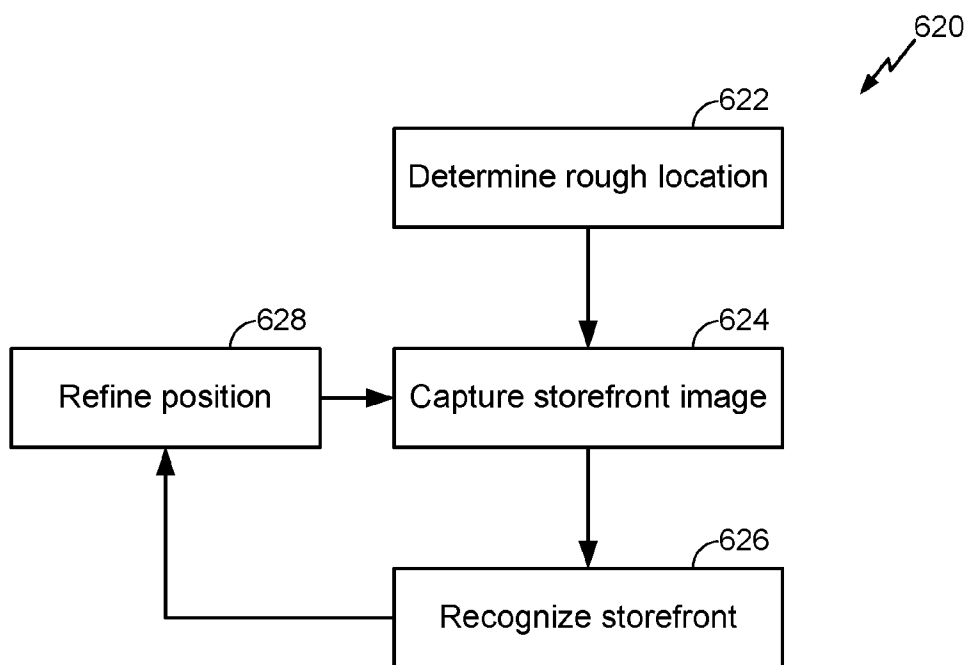 620
622
Determine rough location
628
624
Refine position
Capture storefront image
626
Recognize storefront